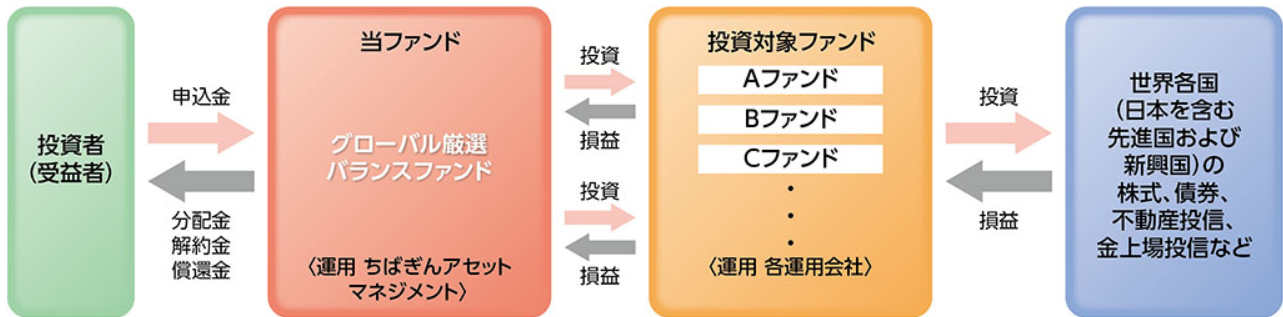 投資者
(受益者)
申込金
分配金
解約金
償還金
当ファンド
グローバル厳選
バランスファンド
〈運用 ちばぎんアセット
マネジメント〉
投資
損益
投資
損益
投資対象ファンド
Aファンド
Bファンド
Cファンド
・
・
・
〈運用 各運用会社〉
投資
損益
世界各国
(日本を含む
先進国および
新興国)の
株式、債券、
不動産投信、
金上場投信など